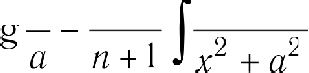 g — a − — n + 1 ∫ — x² + a²